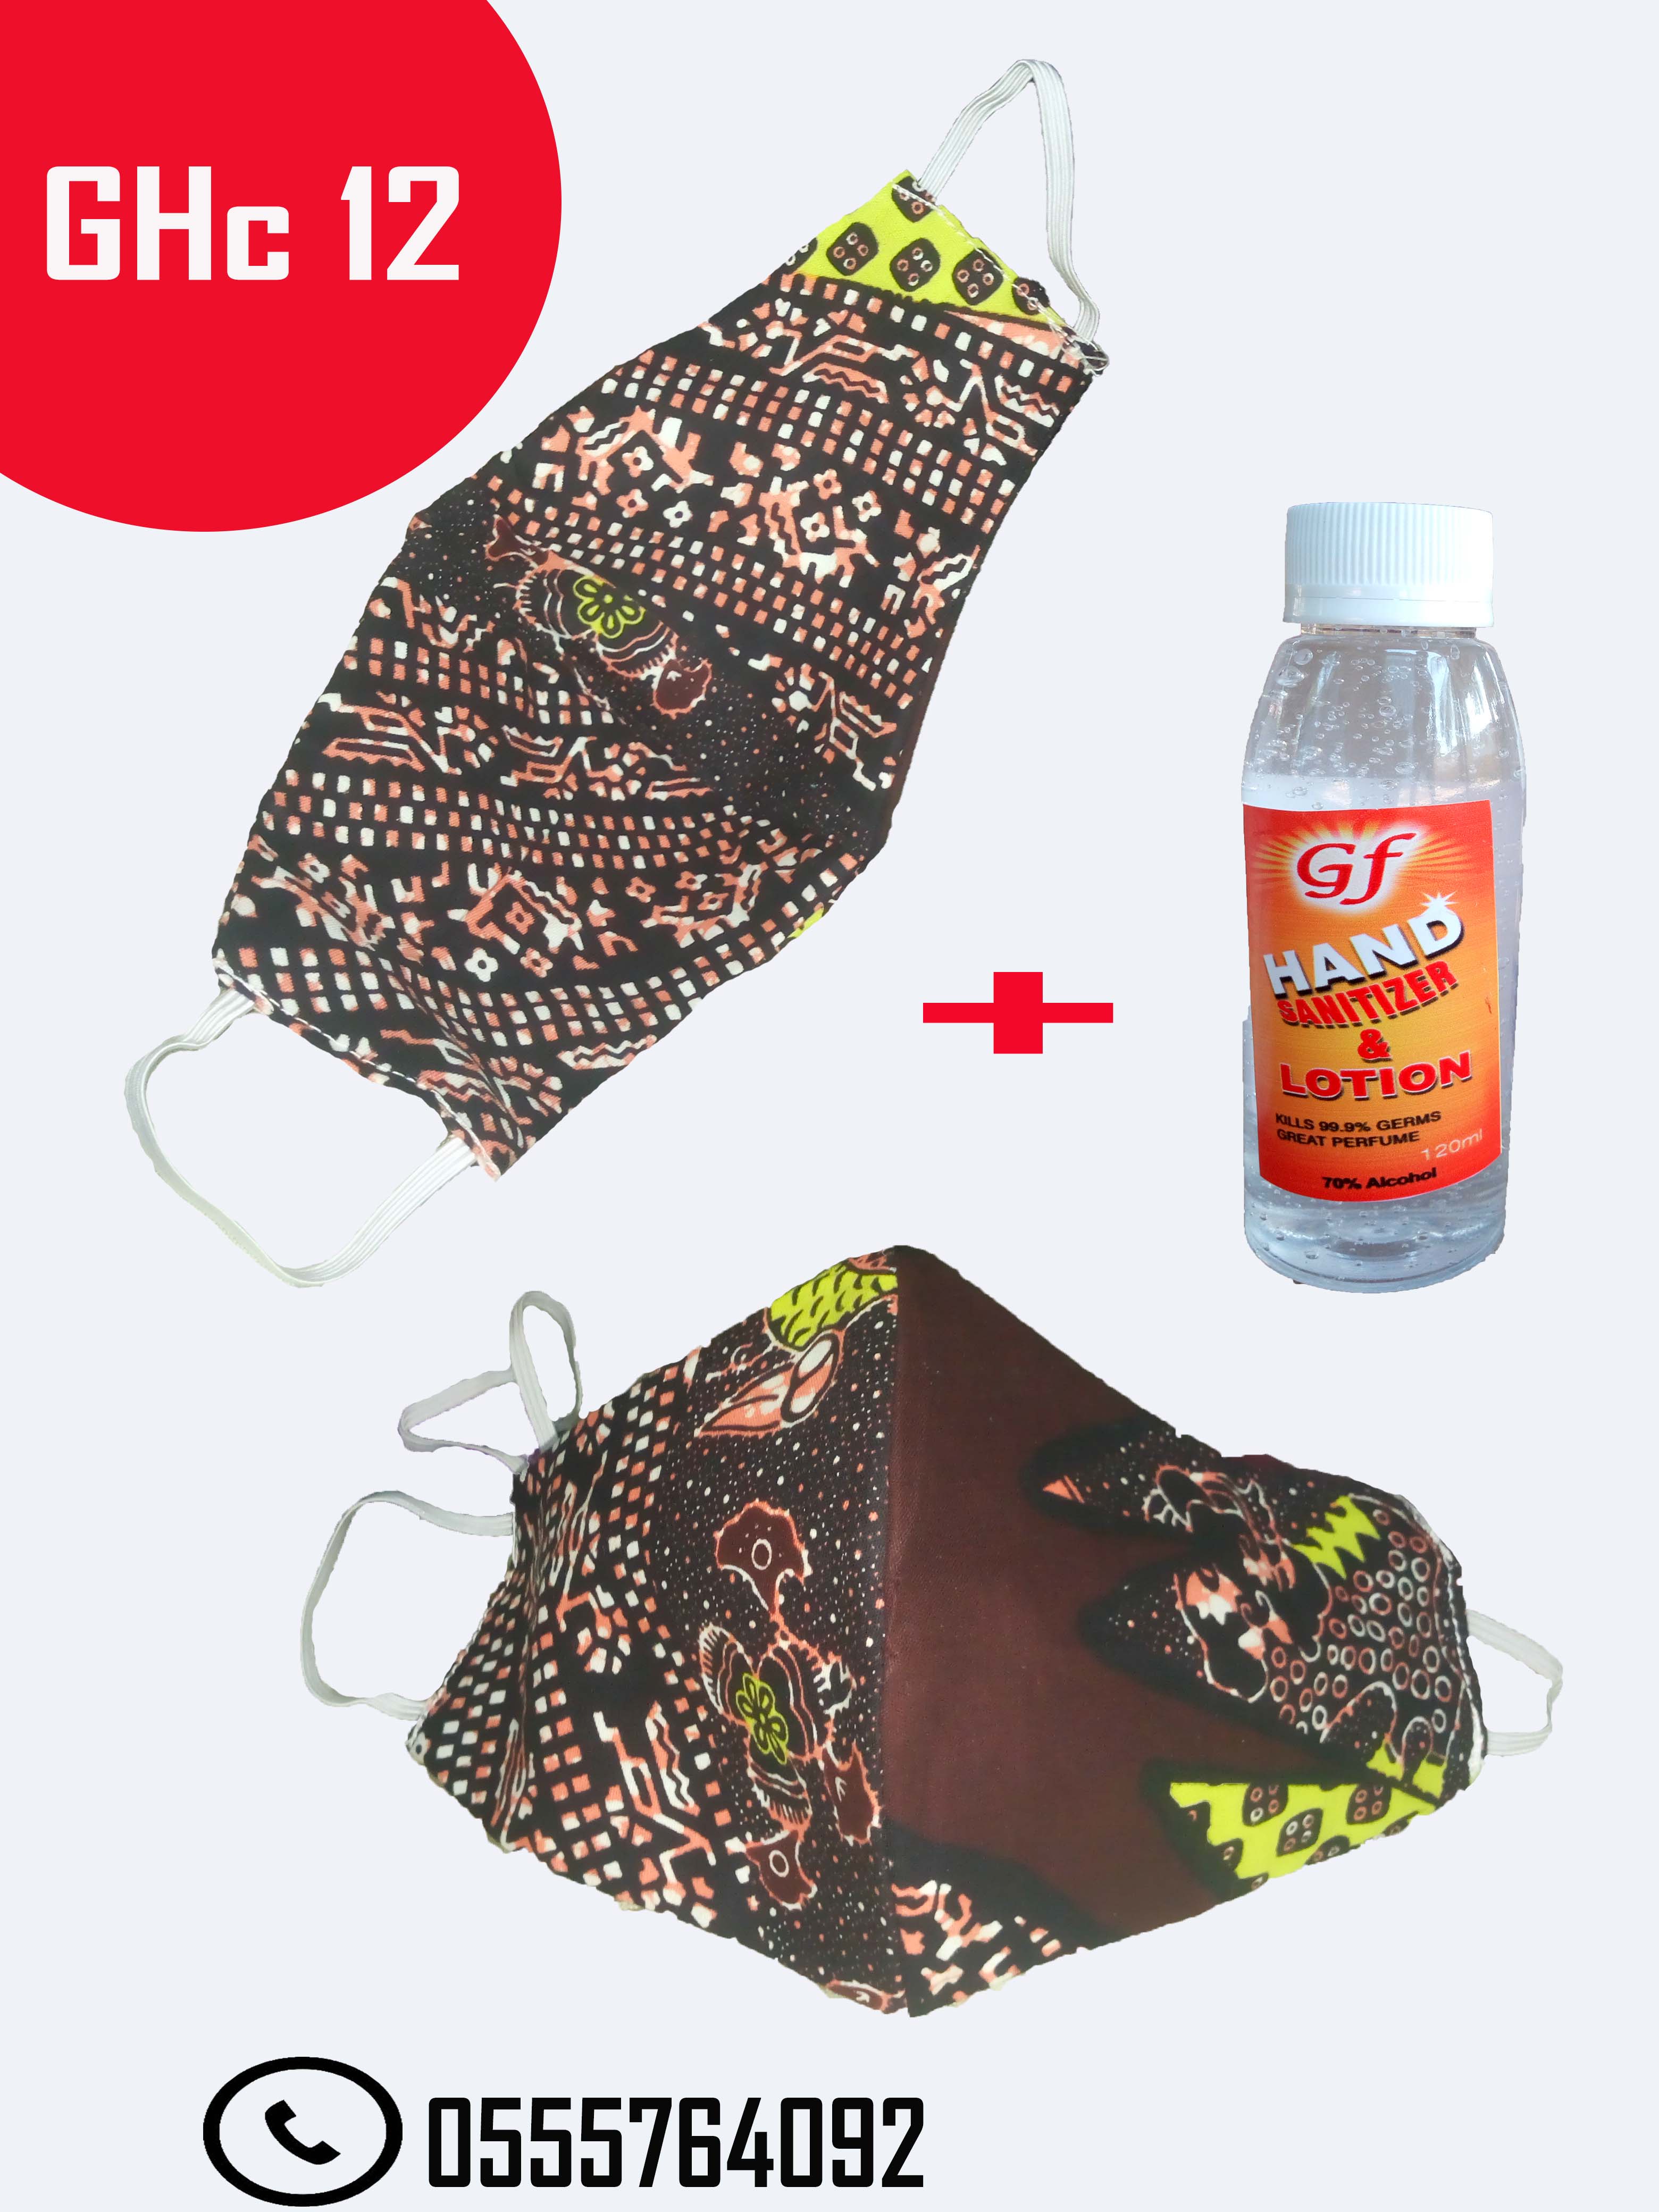 GHc 12
Gf
HAND
SANITIZER
&
LOTION
KILLS 99.9% GERMS
GREAT PERFUME
120ml
70% Alcohol
0555764092